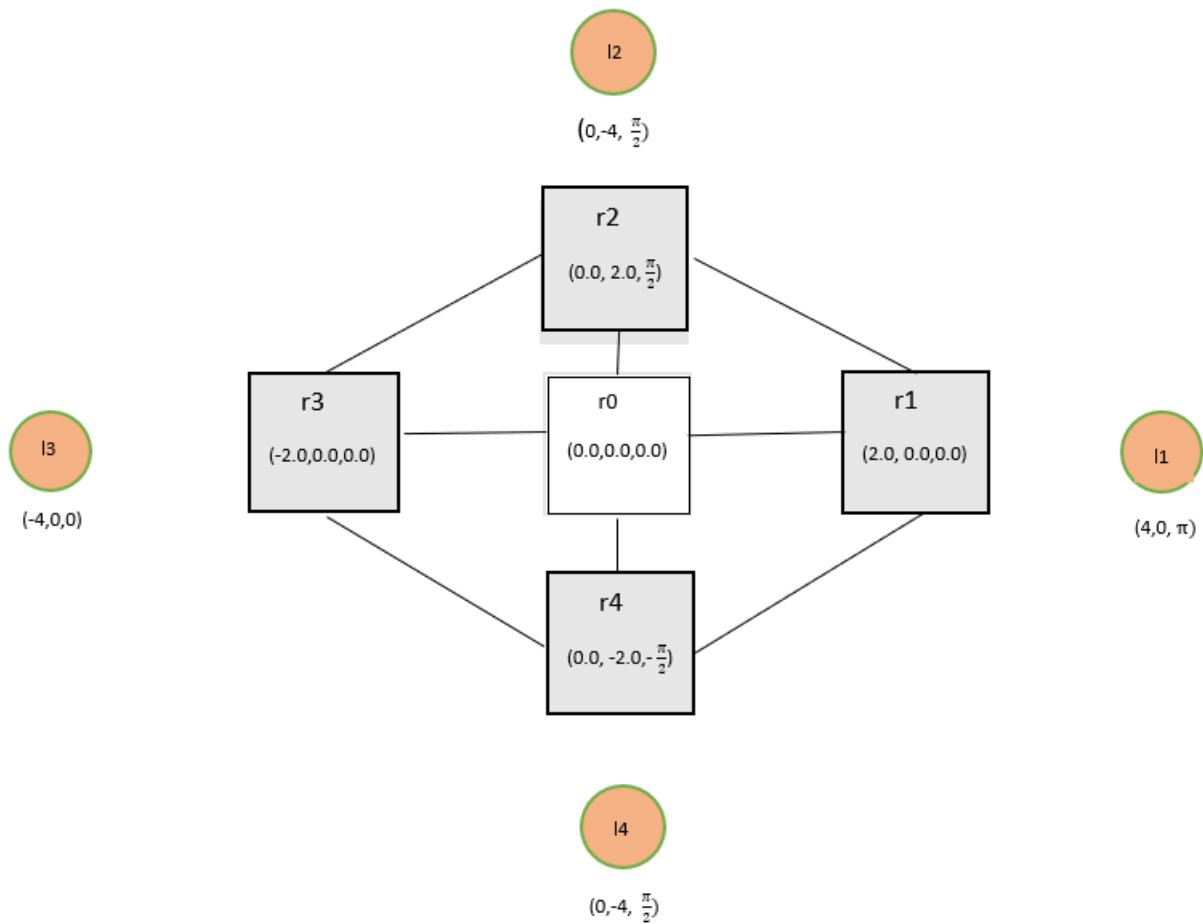 l2
(0,-4, π/2)
r2
(0.0, 2.0, π/2)
r3
(-2.0,0.0,0.0)
r0
(0.0,0.0,0.0)
r1
(2.0, 0.0,0.0)
l3
(-4,0,0)
l1
(4,0, π)
r4
(0.0, -2.0,-π/2)
l4
(0,-4, π/2)